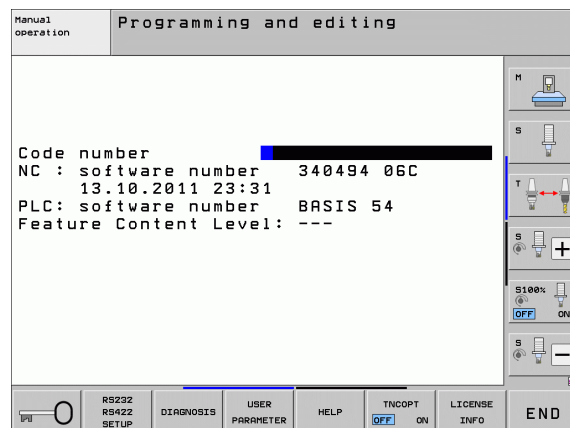 Manual
operation
Programming and editing
M
S
Code number
NC : software number 340494 06C
13.10.2011 23:31
T
PLC: software number BASIS 54
Feature Content Level: ---
S
+
S100%
OFF ON
S
-
RS232
RS422
SETUP
DIAGNOSIS
USER
PARAMETER
HELP
TNCOPT
OFF ON
LICENSE
INFO
END